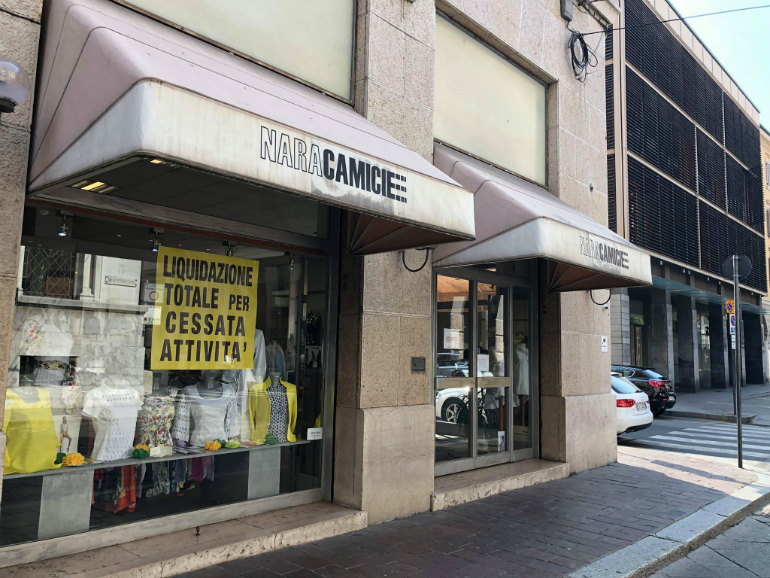 NARACAMICIE
LIQUIDAZIONE
TOTALE PER
CESSATA
ATTIVITA'
NARACAMICIE